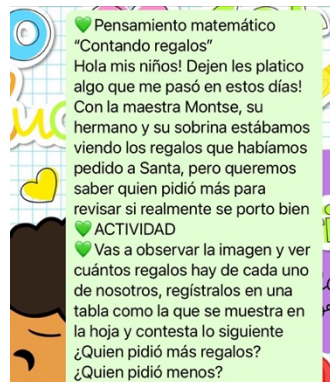 💚Pensamiento matemático
“Contando regalos”
Hola mis niños! Dejen les platico
algo que me pasó en estos días!
Con la maestra Montse, su
hermano y su sobrina estábamos
viendo los regalos que habíamos
pedido a Santa, pero queremos
saber quien pidió más para
revisar si realmente se porto bien
💚ACTIVIDAD
💚Vas a observar la imagen y ver
cuántos regalos hay de cada uno
de nosotros, regístralos en una
tabla como la que se muestra en
la hoja y contesta lo siguiente
¿Quien pidió más regalos?
¿Quien pidió menos?